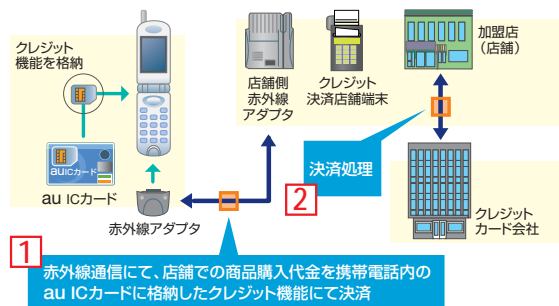 クレジット
機能を格納
auICカード
au ICカード
赤外線アダプタ
店舗側
赤外線
アダプタ
クレジット
決済店舗端末
加盟店
(店舗)
決済処理
2
クレジット
カード会社
1
赤外線通信にて、店舗での商品購入代金を携帯電話内の
au ICカードに格納したクレジット機能にて決済